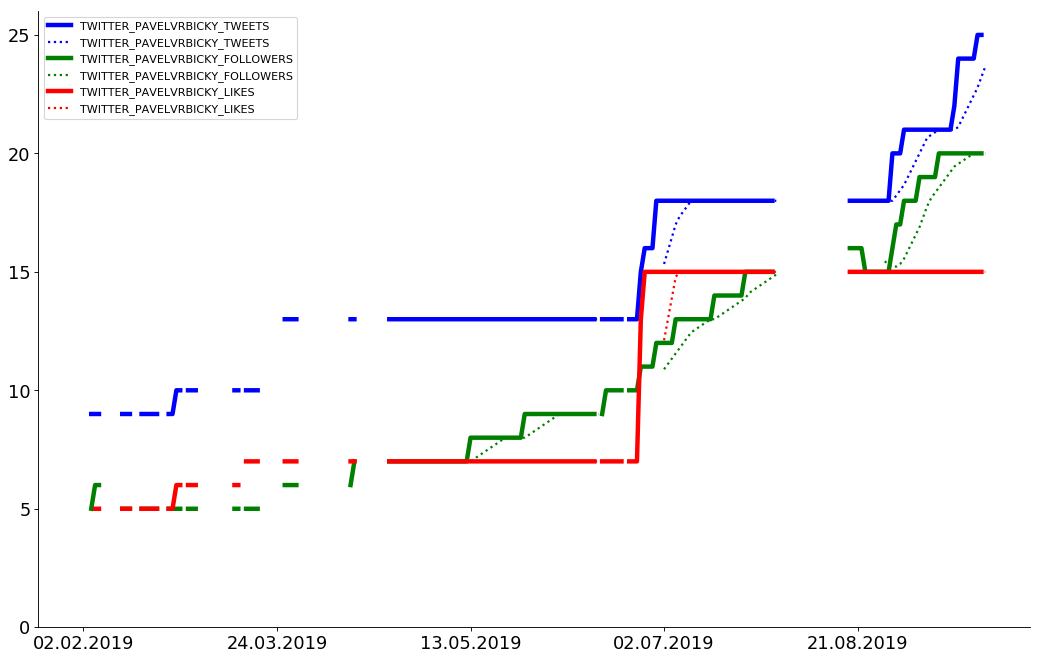 TWITTER_PAVELVRBICKY_TWEETS
TWITTER_PAVELVRBICKY_TWEETS
TWITTER_PAVELVRBICKY_FOLLOWERS
TWITTER_PAVELVRBICKY_FOLLOWERS
TWITTER_PAVELVRBICKY_LIKES
TWITTER_PAVELVRBICKY_LIKES
25
20
15
10
5
0
02.02.2019 24.03.2019 13.05.2019 02.07.2019 21.08.2019